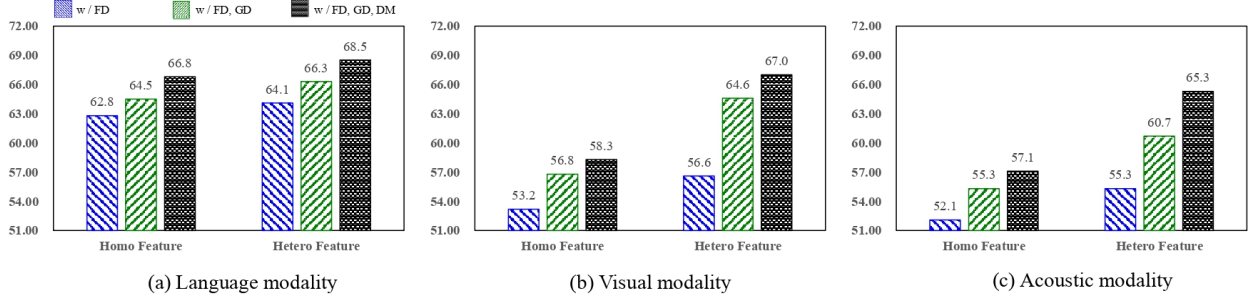 w / FD w / FD, GD w / FD, GD, DM
72.00
69.00
66.00
63.00
60.00
57.00
54.00
51.00
62.8 64.5 66.8 64.1 66.3 68.5
Homo Feature Hetero Feature
(a) Language modality
72.00
69.00
66.00
63.00
60.00
57.00
54.00
51.00
53.2 56.8 58.3 56.6 64.6 67.0
Homo Feature Hetero Feature
(b) Visual modality
72.00
69.00
66.00
63.00
60.00
57.00
54.00
51.00
52.1 55.3 57.1 55.3 60.7 65.3
Homo Feature Hetero Feature
(c) Acoustic modality